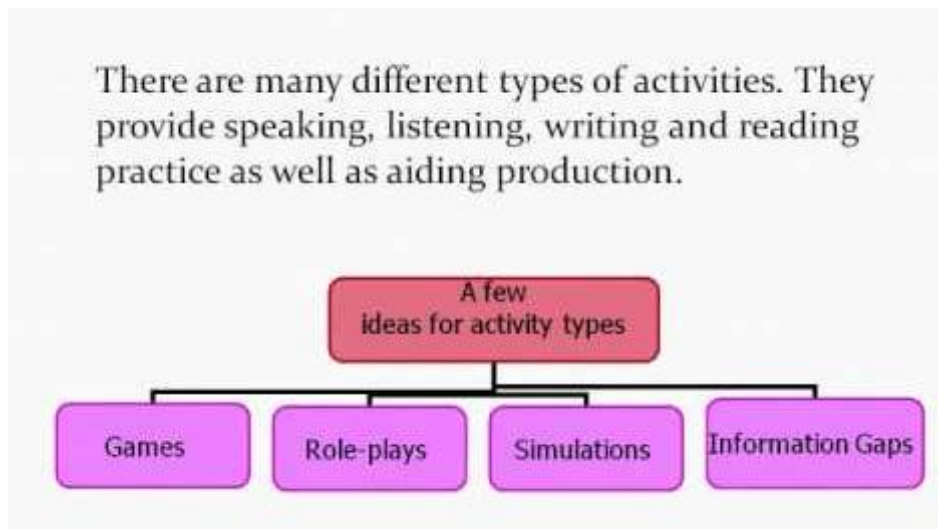 There are many different types of activities. They
provide speaking, listening, writing and reading
practice as well as aiding production.
A few
ideas for activity types
Games
Role-plays
Simulations
Information Gaps